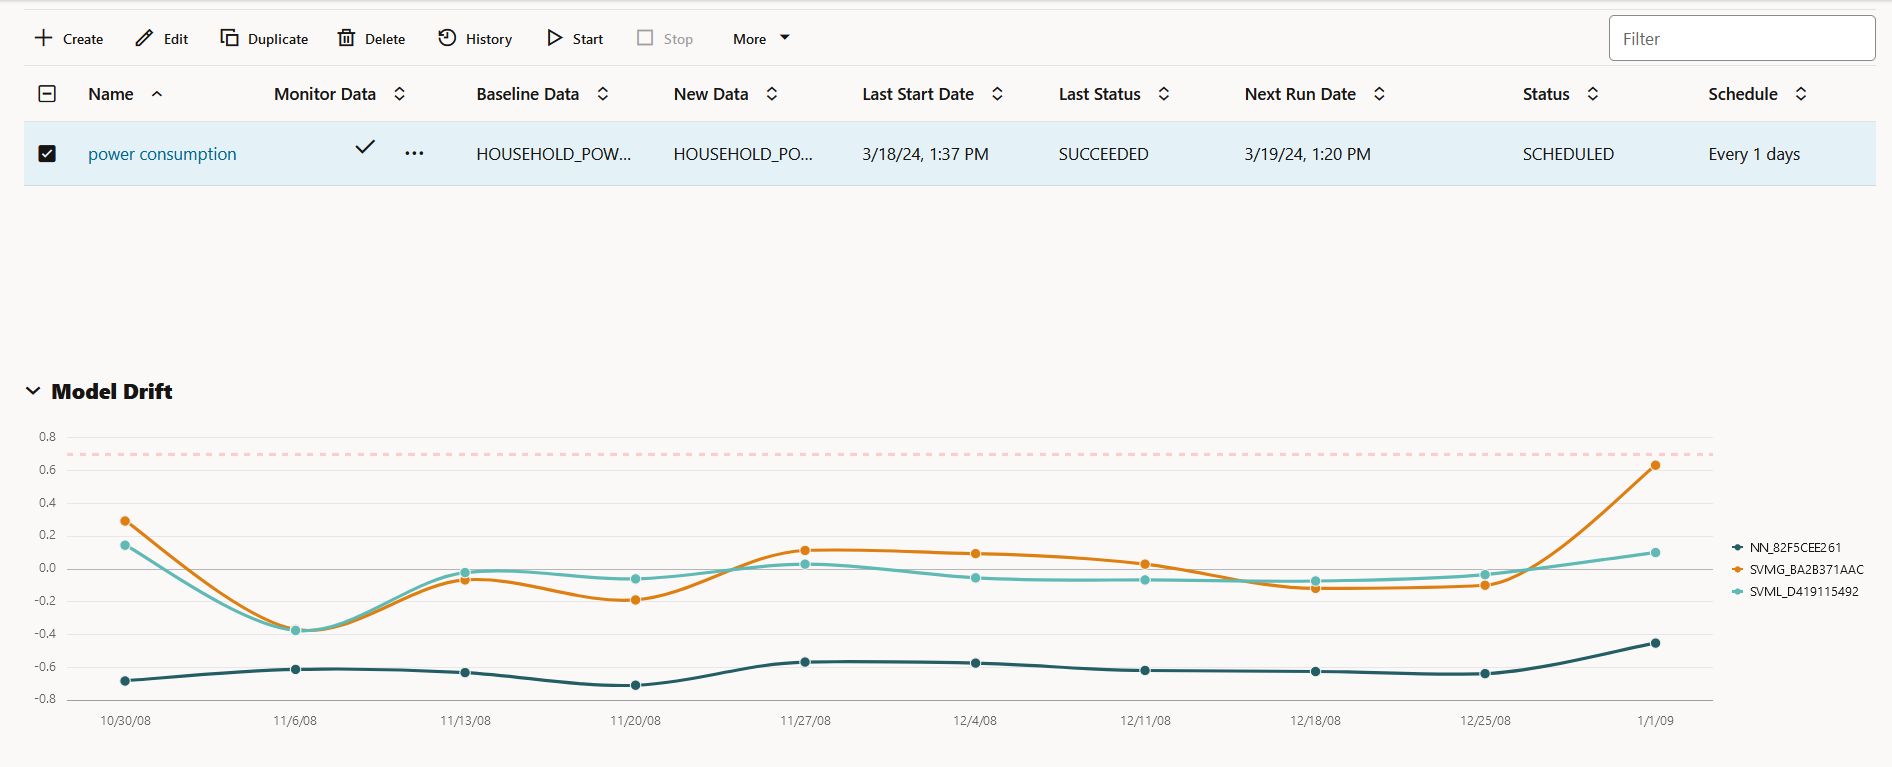 Create Edit Duplicate Delete History Start Stop More Filter
Name Monitor Data Baseline Data New Data Last Start Date Last Status Next Run Date Status Schedule
power consumption ... HOUSEHOLD_POW... HOUSEHOLD_PO... 3/18/24, 1:37 PM SUCCEEDED 3/19/24, 1:20 PM SCHEDULED Every 1 days
Model Drift
0.8
0.6
0.4
0.2
0.0
-0.2
-0.4
-0.6
-0.8
10/30/08 11/6/08 11/13/08 11/20/08 11/27/08 12/4/08 12/11/08 12/18/08 12/25/08 1/1/09
NN_82F5CEE261
SVMG_BA2B371AAC
SVML_D419115492